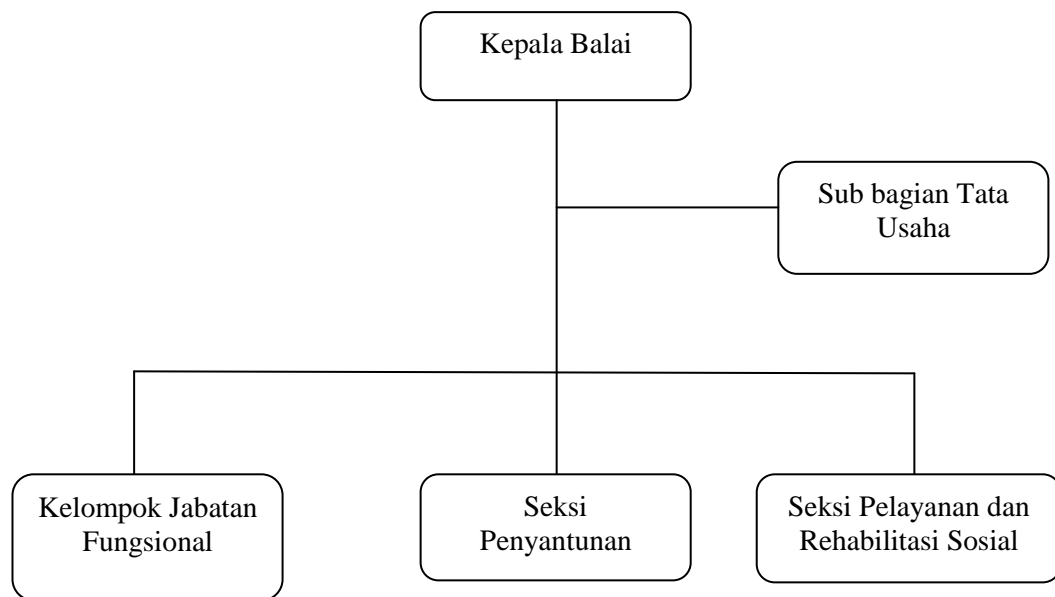 Kepala Balai
Sub bagian Tata
Usaha
Kelompok Jabatan
Fungsional
Seksi
Penyantunan
Seksi Pelayanan dan
Rehabilitasi Sosial